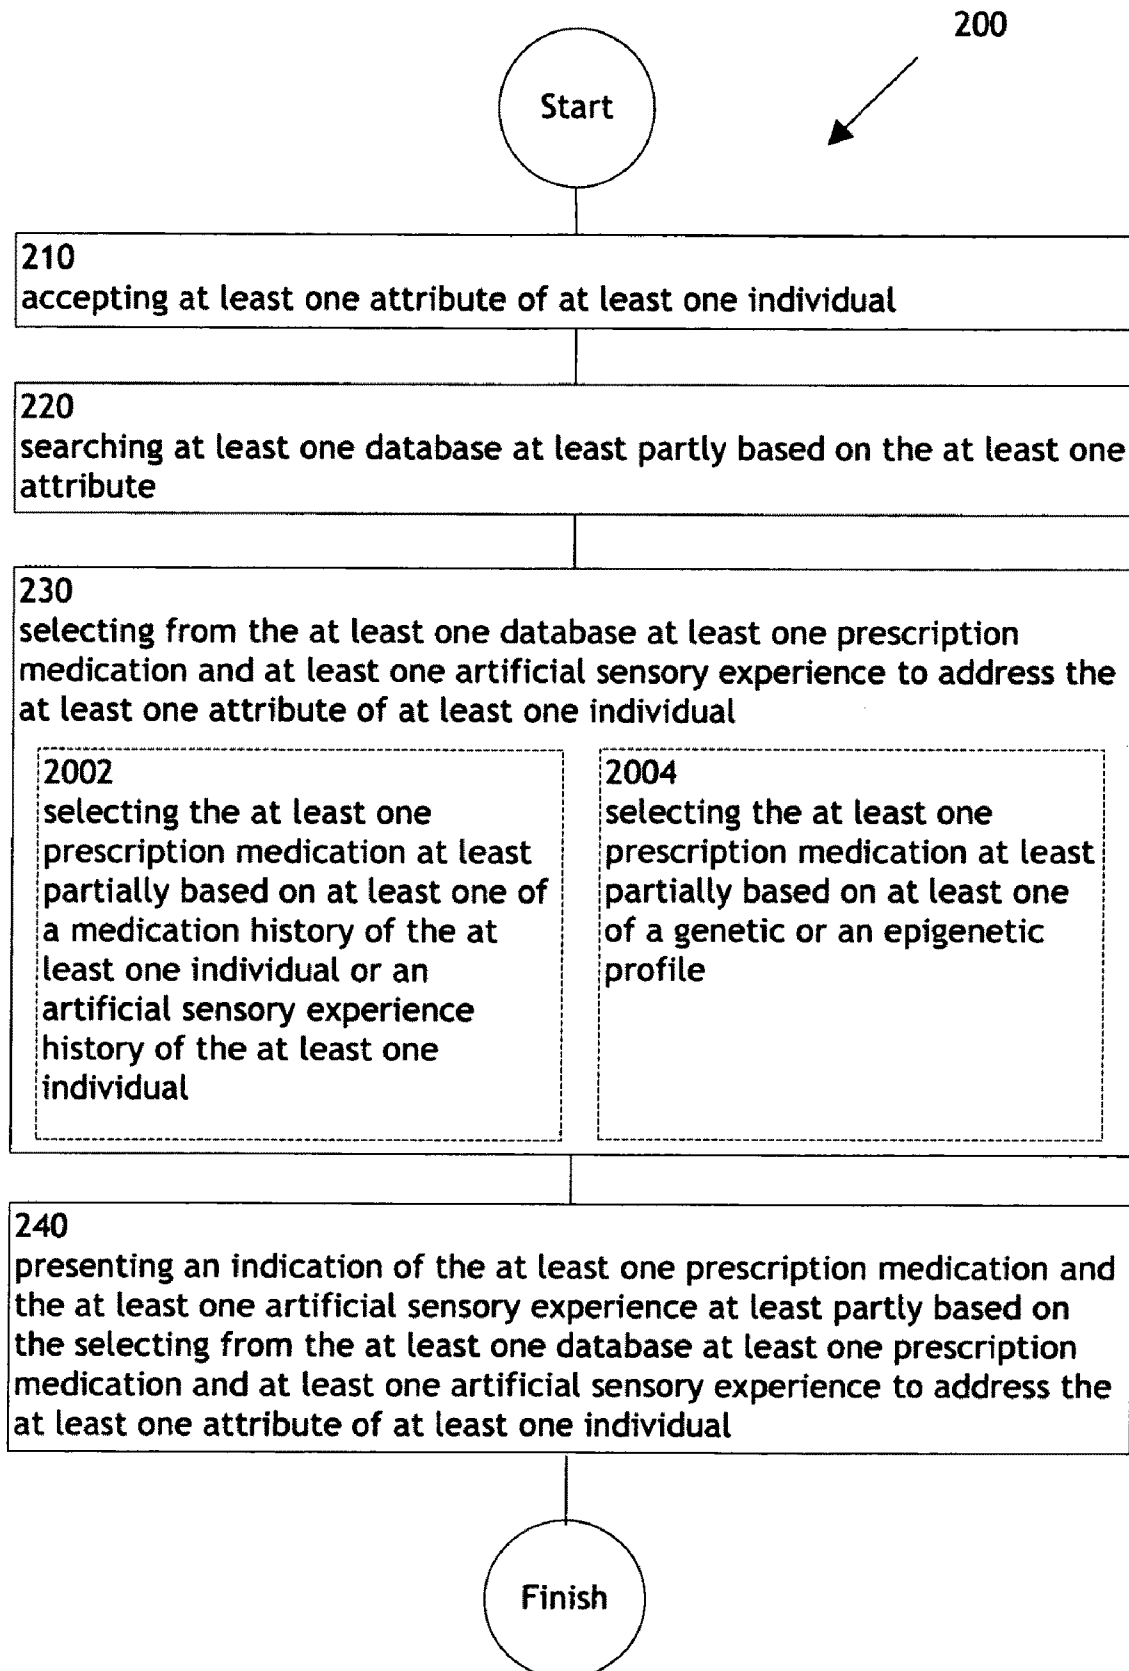 200
Start
210
accepting at least one attribute of at least one individual
220
searching at least one database at least partly based on the at least one
attribute
230
selecting from the at least one database at least one prescription
medication and at least one artificial sensory experience to address the
at least one attribute of at least one individual
2002
selecting the at least one
prescription medication at least
partially based on at least one of
a medication history of the at
least one individual or an
artificial sensory experience
history of the at least one
individual
2004
selecting the at least one
prescription medication at least
partially based on at least one
of a genetic or an epigenetic
profile
240
presenting an indication of the at least one prescription medication and
the at least one artificial sensory experience at least partly based on
the selecting from the at least one database at least one prescription
medication and at least one artificial sensory experience to address the
at least one attribute of at least one individual
Finish